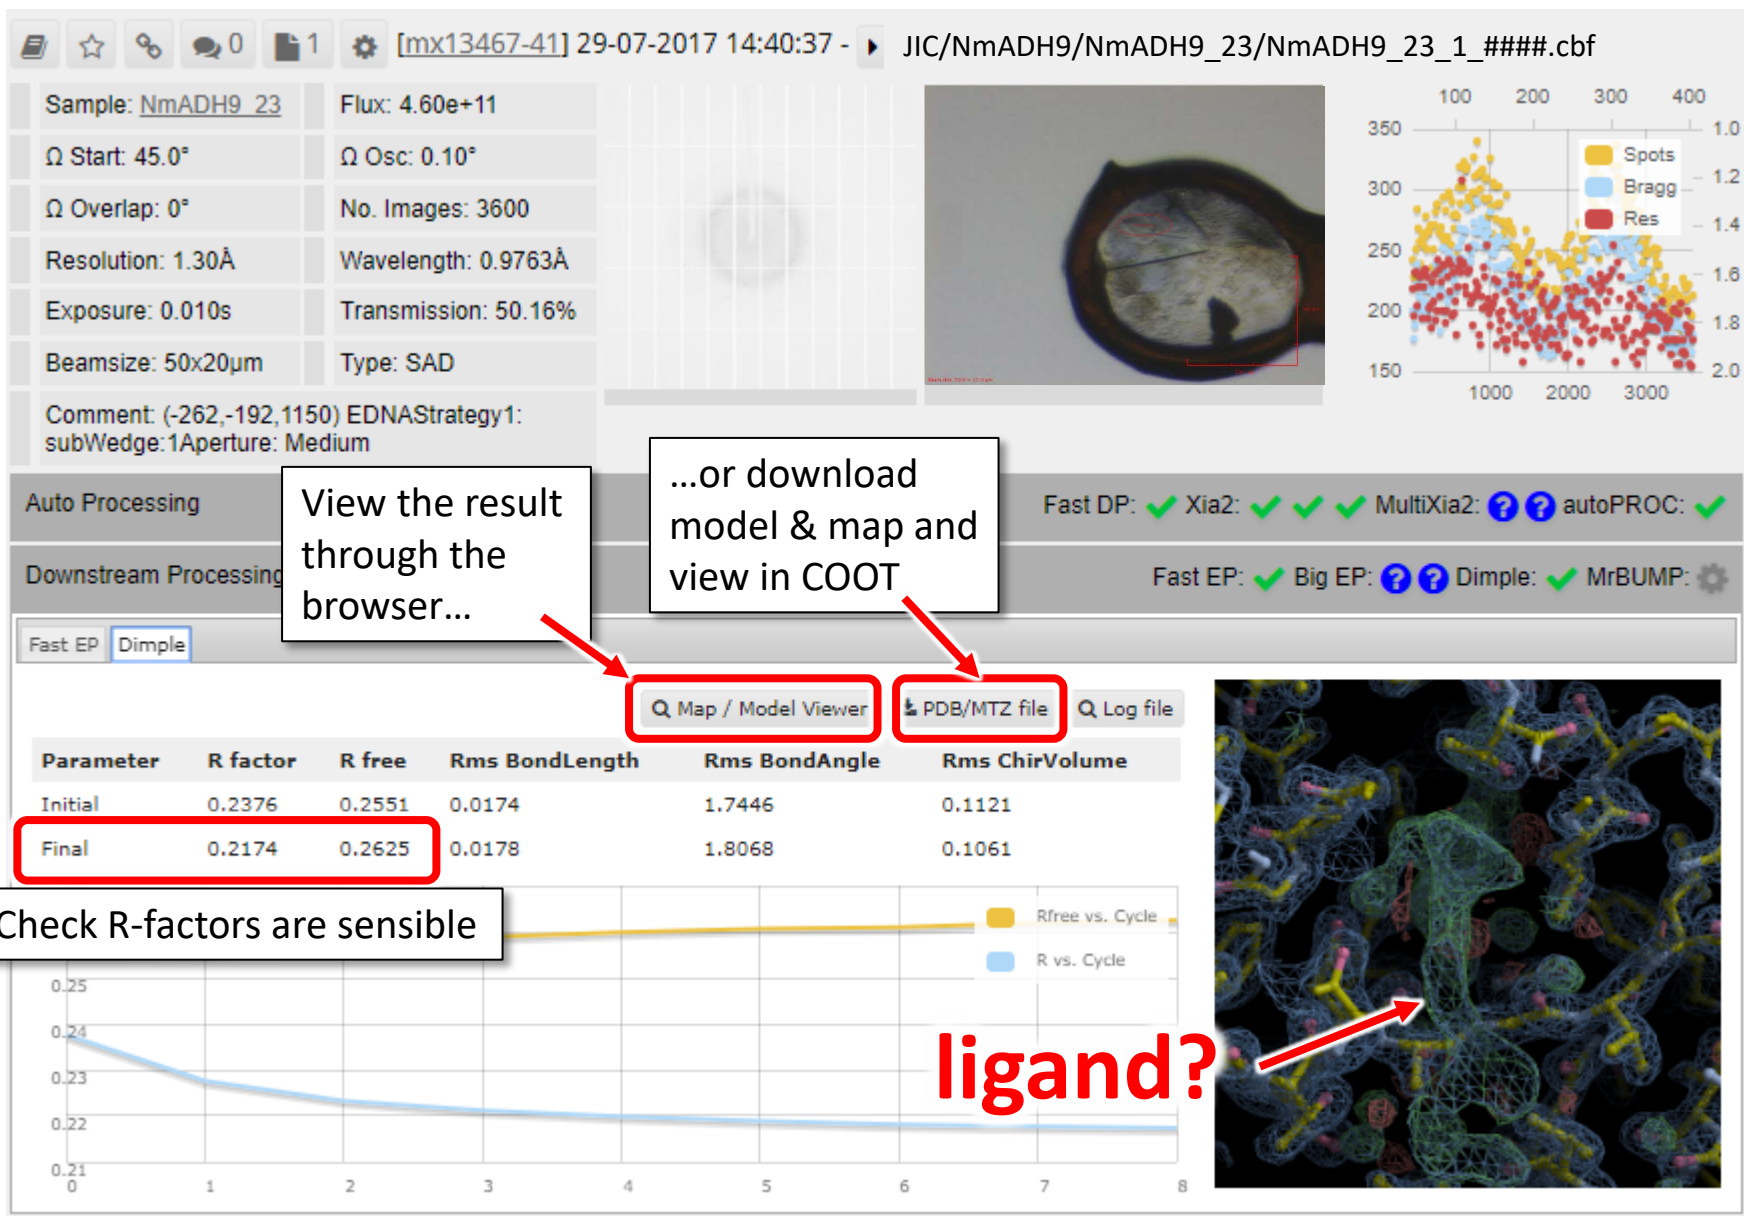 0 1 [mx13467-41] 29-07-2017 14:40:37 - JIC/NmADH9/NmADH9_23/NmADH9_23_1_####.cbf
Sample: NmADH9_23 Flux: 4.60e+11
Ω Start: 45.0° Ω Osc: 0.10°
Ω Overlap: 0° No. Images: 3600
Resolution: 1.30Å Wavelength: 0.9763Å
Exposure: 0.010s Transmission: 50.16%
Beamsize: 50x20µm Type: SAD
Comment: (-262,-192,1150) EDNAStrategy1:
subWedge:1Aperture: Medium
100 200 300 400
350 1.0
Spots
300 Bragg 1.2
Res
1.4
250
1.6
200
1.8
150 2.0
1000 2000 3000
Auto Processing
Fast DP: Xia2: MultiXia2: ? ? autoPROC:
Downstream Processing
Fast EP: Big EP: ? ? Dimple: MrBUMP:
View the result
through the
browser...
...or download
model & map and
view in COOT
Fast EP Dimple
Map / Model Viewer PDB/MTZ file Log file
Parameter R factor R free Rms BondLength Rms BondAngle Rms ChirVolume
Initial 0.2376 0.2551 0.0174 1.7446 0.1121
Final 0.2174 0.2625 0.0178 1.8068 0.1061
Check R-factors are sensible
Rfree vs. Cycle
R vs. Cycle
0.25
0.24
0.23
0.22
0.21
0 1 2 3 4 5 6 7 8
ligand?